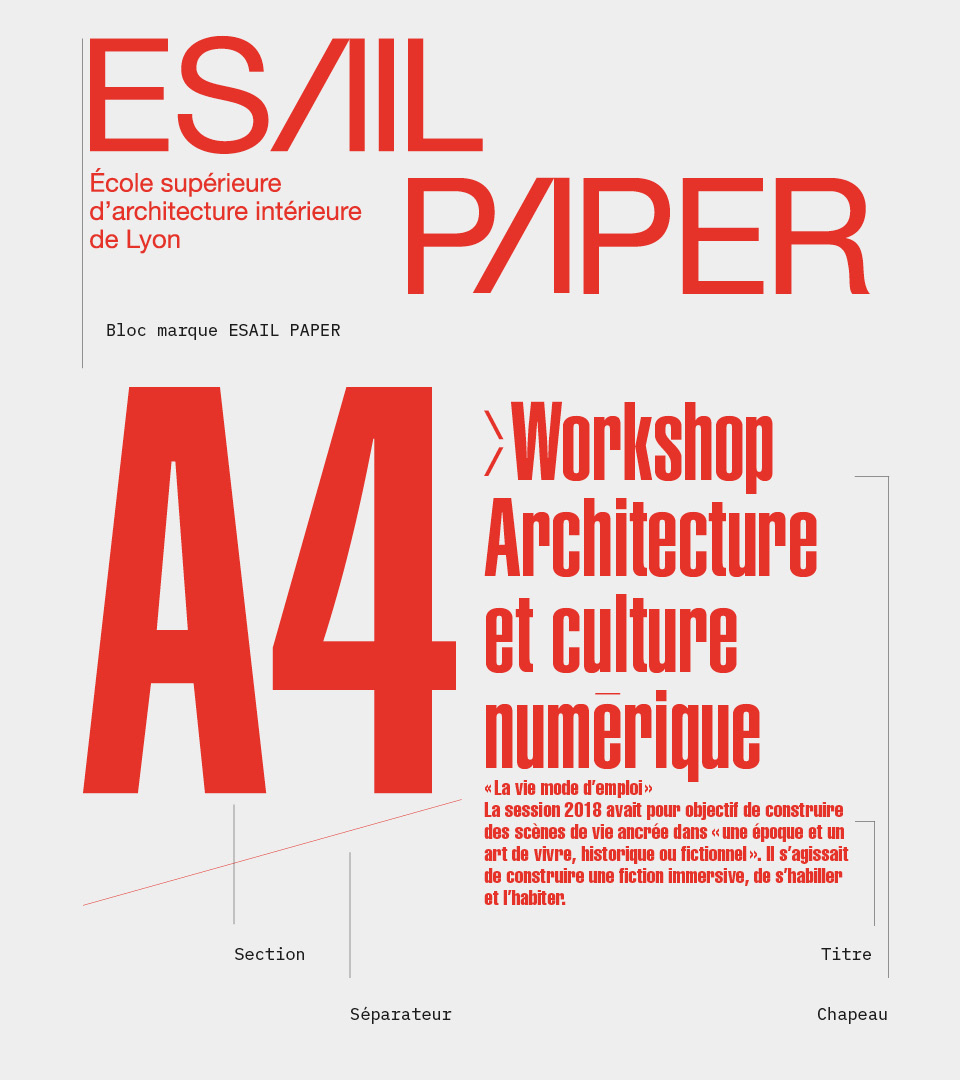 ESAIL
PAPER
École supérieure
d’architecture intérieure
de Lyon
Bloc marque ESAIL PAPER
A4
Workshop
Architecture
et culture
numérique
«La vie mode d’emploi»
La session 2018 avait pour objectif de construire
des scènes de vie ancrée dans «une époque et un
art de vivre, historique ou fictionnel». Il s’agissait
de construire une fiction immersive, de s’habiller
et l’habiter.
Section
Titre
Séparateur
Chapeau